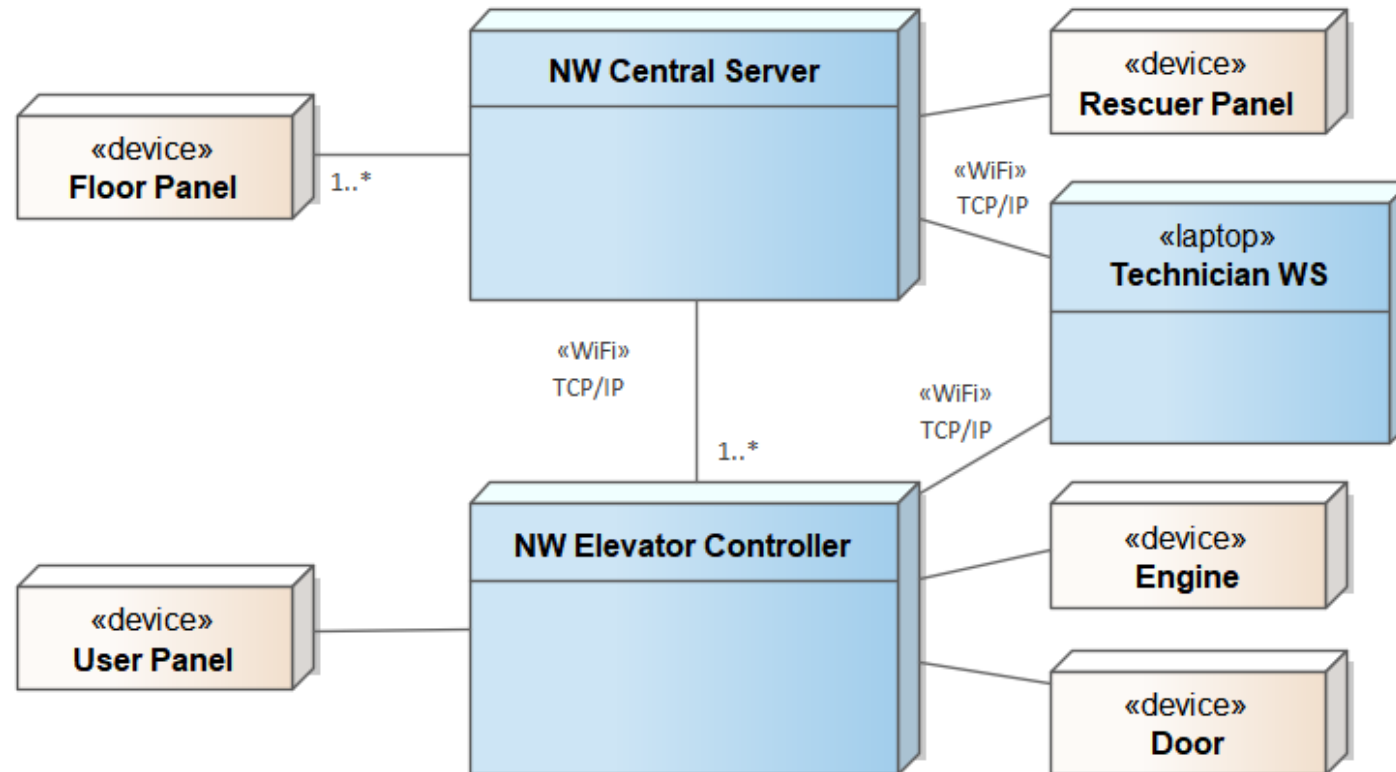 NW Central Server
«device»
Rescuer Panel
«device»
Floor Panel
1..*
«WiFi»
TCP/IP
«laptop»
Technician WS
«WiFi»
TCP/IP
«WiFi»
TCP/IP
1..*
NW Elevator Controller
«device»
Engine
«device»
User Panel
«device»
Door